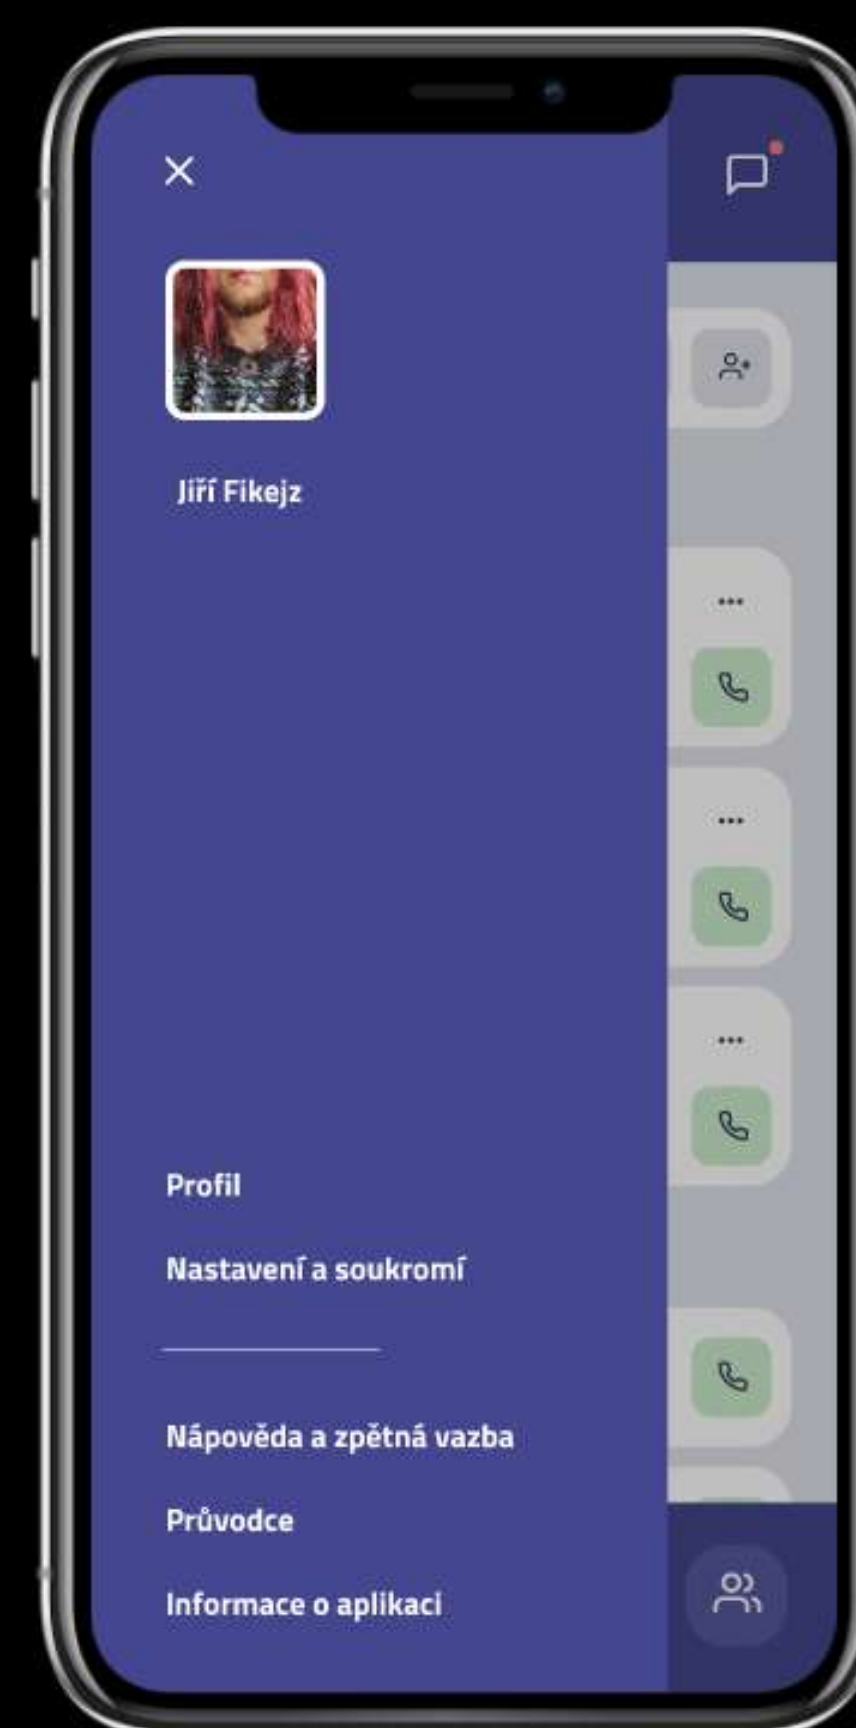 Jiří Fikejz
Profil
Nastavení a soukromí
Nápověda a zpětná vazba
Průvodce
Informace o aplikaci